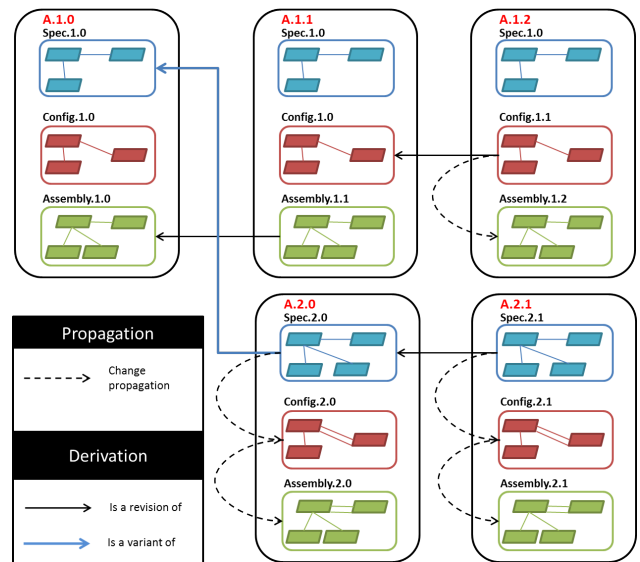 A.1.0
Spec.1.0
Config.1.0
Assembly.1.0
A.1.1
Spec.1.0
Config.1.0
Assembly.1.1
A.1.2
Spec.1.0
Config.1.1
Assembly.1.2
A.2.0
Spec.2.0
Config.2.0
Assembly.2.0
A.2.1
Spec.2.1
Config.2.1
Assembly.2.1
Propagation
Change
propagation
Derivation
Is a revision of
Is a variant of